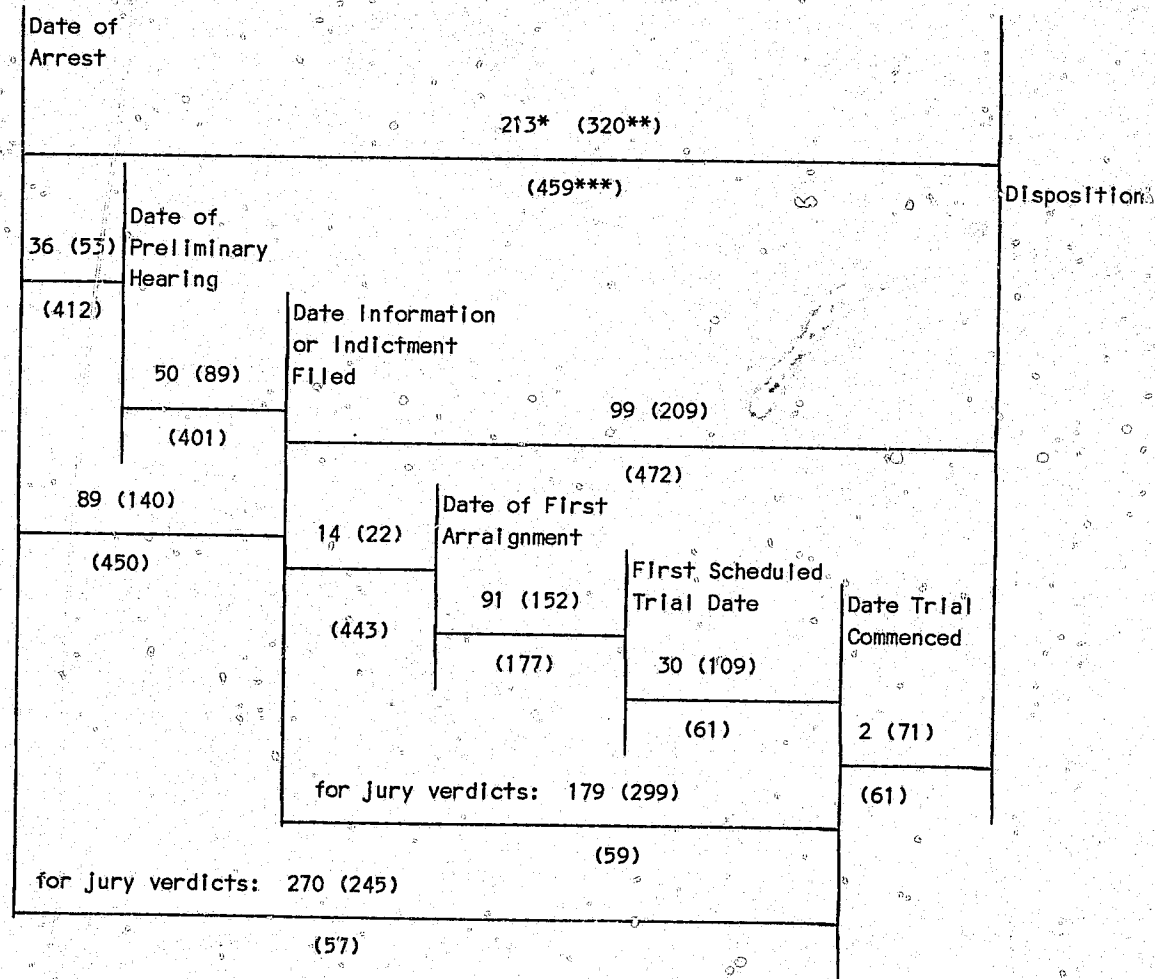 Date of
Arrest
213* (320**)
(459***)
Disposition
Date of
36 (53) Preliminary
Hearing
(412)
Date Information
or Indictment
50 (89) Filed
99 (209)
(401)
(472)
89 (140)
Date of First
14 (22) Arraignment
(450)
First Scheduled
91 (152) Trial Date
Date Trial
(443)
Commenced
(177)
30 (109)
(61)
2 (71)
for jury verdicts: 179 (299)
(61)
(59)
for jury verdicts: 270 (245)
(57)